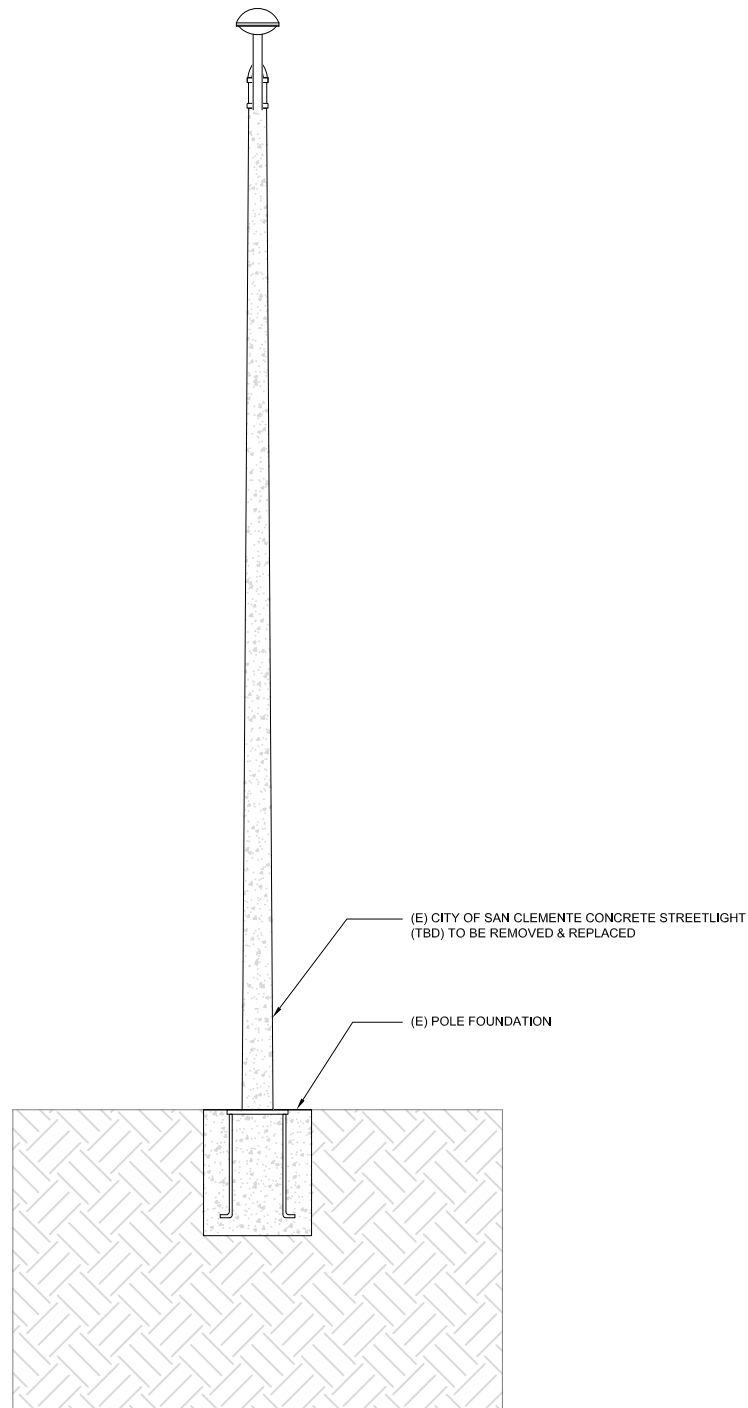 (E) CITY OF SAN CLEMENTE CONCRETE STREETLIGHT
(TBD) TO BE REMOVED & REPLACED
(E) POLE FOUNDATION